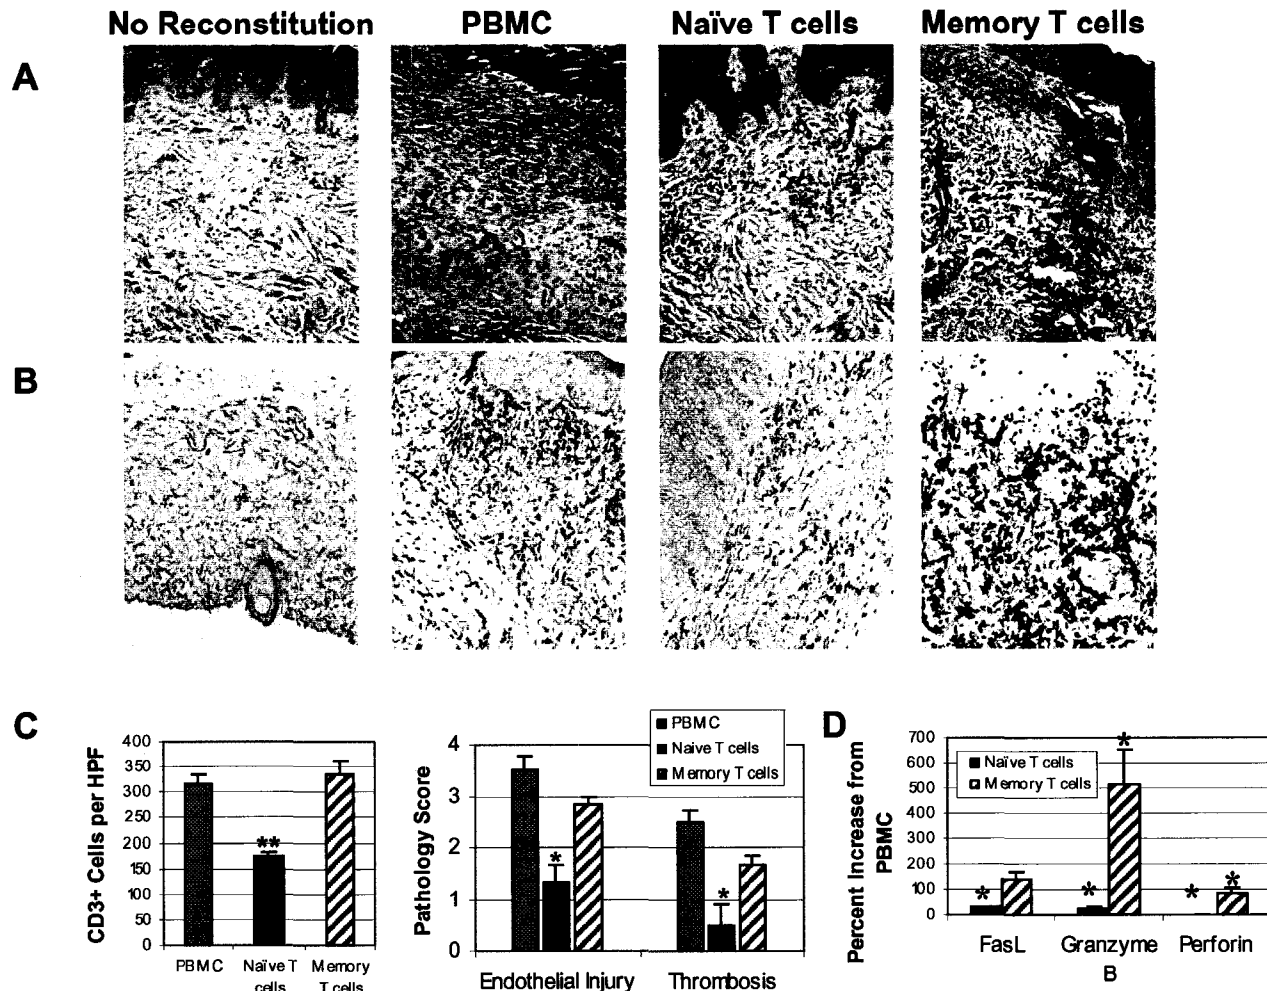 No Reconstitution PBMC Naïve T cells Memory T cells
A
B
C
CD3+ Cells per HPF
400
350
300
250
200
150
100
50
0
**
PBMC
Naïve T
cells
Memory
T cells
Pathology Score
4
3
2
1
0
*
*
PBMC
Naive T cells
Memory T cells
Endothelial Injury
Thrombosis
D
Percent Increase from
PBMC
700
600
500
400
300
200
100
0
Naïve T cells
Memory T cells
*
*
*
*
*
FasL
Granzyme
B
Perforin